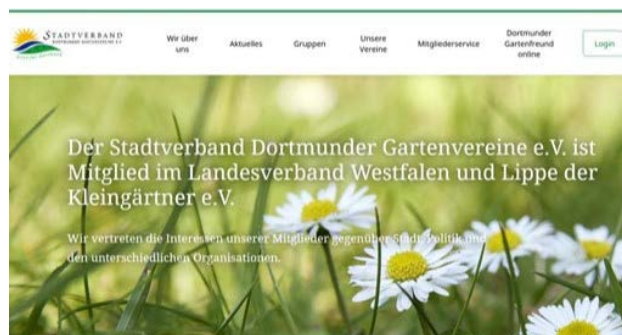 STADTVERBAND
DORTMUNDER GARTENVEREINE E.V.
Wir über
uns
Aktuelles
Gruppen
Unsere
Vereine
Mitgliederservice
Dortmunder
Gartenfreund
online
Login
Der Stadtverband Dortmunder Gartenvereine e.V. ist
Mitglied im Landesverband Westfalen und Lippe der
Kleingärtner e.V.
Wir vertreten die Interessen unserer Mitglieder gegenüber Stadt, Politik und
den unterschiedlichen Organisationen.